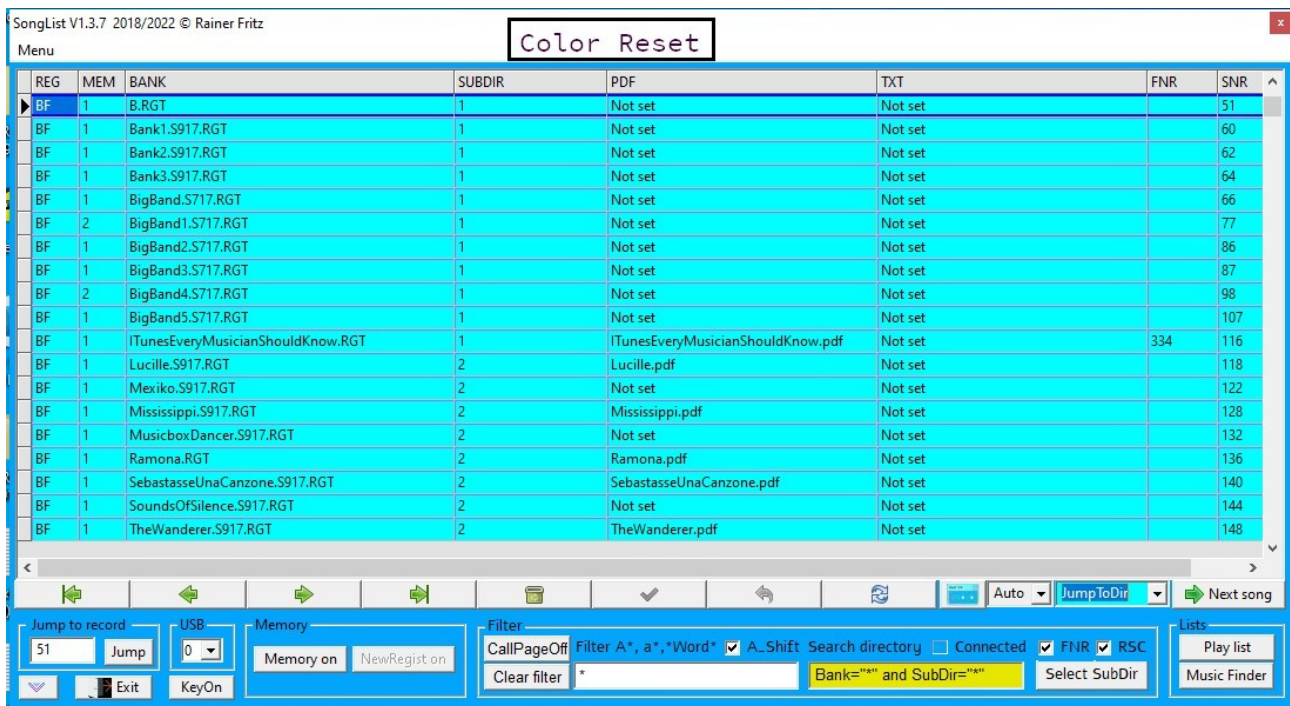 SongList V1.3.7 2018/2022 © Rainer Fritz
Color Reset
Menu
REG MEM BANK SUBDIR PDF TXT FNR SNR
BF 1 B.RGT 1 Not set Not set 51
BF 1 Bank1.S917.RGT 1 Not set Not set 60
BF 1 Bank2.S917.RGT 1 Not set Not set 62
BF 1 Bank3.S917.RGT 1 Not set Not set 64
BF 1 BigBand.S717.RGT 1 Not set Not set 66
BF 2 BigBand1.S717.RGT 1 Not set Not set 77
BF 1 BigBand2.S717.RGT 1 Not set Not set 86
BF 1 BigBand3.S717.RGT 1 Not set Not set 87
BF 2 BigBand4.S717.RGT 1 Not set Not set 98
BF 1 BigBand5.S717.RGT 1 Not set Not set 107
BF 1 ITunesEveryMusicianShouldKnow.RGT 1 ITunesEveryMusicianShouldKnow.pdf Not set 334 116
BF 1 Lucille.S917.RGT 2 Lucille.pdf Not set 118
BF 1 Mexiko.S917.RGT 2 Not set Not set 122
BF 1 Mississippi.S917.RGT 2 Mississippi.pdf Not set 128
BF 1 MusicboxDancer.S917.RGT 2 Not set Not set 132
BF 1 Ramona.RGT 2 Ramona.pdf Not set 136
BF 1 SebastasseUnaCanzone.S917.RGT 2 SebastasseUnaCanzone.pdf Not set 140
BF 1 SoundsOfSilence.S917.RGT 2 Not set Not set 144
BF 1 TheWanderer.S917.RGT 2 TheWanderer.pdf Not set 148
Auto JumpToDir Next song
Jump to record USB Memory Filter Lists
51 Jump 0 Memory on NewRegist on CallPageOff Filter A*, a*,*Word* A_Shift Search directory Connected FNR RSC Play list
Exit KeyOn Clear filter * Bank="*" and SubDir="*" Select SubDir Music Finder